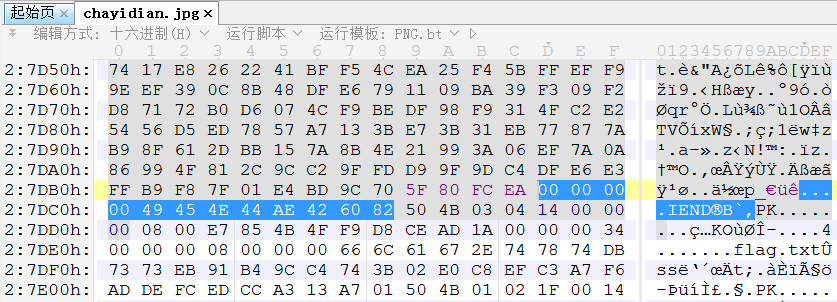 起始页 × chayidian.jpg ×
编辑方式: 十六进制(H) 运行脚本 运行模板: PNG.bt
0 1 2 3 4 5 6 7 8 9 A B C D E F 0123456789ABCDEF
2:7D50h: 74 17 E8 26 22 41 BF F5 4C EA 25 F4 5B FF EF F9 t.è&"A¿õLê%ô[ÿïù
2:7D60h: 9E EF 39 0C 8B 48 DF E6 79 11 09 BA 39 F3 09 F2 žï9.‹Hßæy..º9ó.ò
2:7D70h: D8 71 72 B0 D6 07 4C F9 BE DF 98 F9 31 4F C2 E2 Øqr°Ö.Lù¾ß˜ù1OÂâ
2:7D80h: 54 56 D5 ED 78 57 A7 13 3B E7 3B 31 EB 77 87 7A TVÕíxW§.;ç;1ëw‡z
2:7D90h: B9 8F 61 2D BB 15 7A 8B 4E 21 99 3A 06 EF 7A 0A ¹.a-».z‹N!™:.ïz.
2:7DA0h: 86 99 4F 81 2C 9C C2 29 FD D9 9F 9D C4 DF E6 E3 †™O.,œÂŸýÙŸ.Äßæã
2:7DB0h: FF B9 F8 7F 01 E4 BD 9C 70 5F 80 FC EA 00 00 00 ÿ¹ø..ä½œp_€üê...
2:7DC0h: 00 49 45 4E 44 AE 42 60 82 50 4B 03 04 14 00 00 .IEND®B`‚PK.....
2:7DD0h: 00 08 00 E7 85 4B 4F F9 D8 CE AD 1A 00 00 00 34 ...ç…KOùØÎ-....4
2:7DE0h: 00 00 00 08 00 00 00 66 6C 61 67 2E 74 78 74 DB .......flag.txtÛ
2:7DF0h: 73 73 EB 91 B4 9C C4 74 3B 02 E0 C8 EF C3 A7 F6 ssë‘´œÄt;.àÈïÃ§ö
2:7E00h: AD DE FC ED CC A3 13 A7 01 50 4B 01 02 1F 00 14 -ÞüíÌ£.§.PK.....